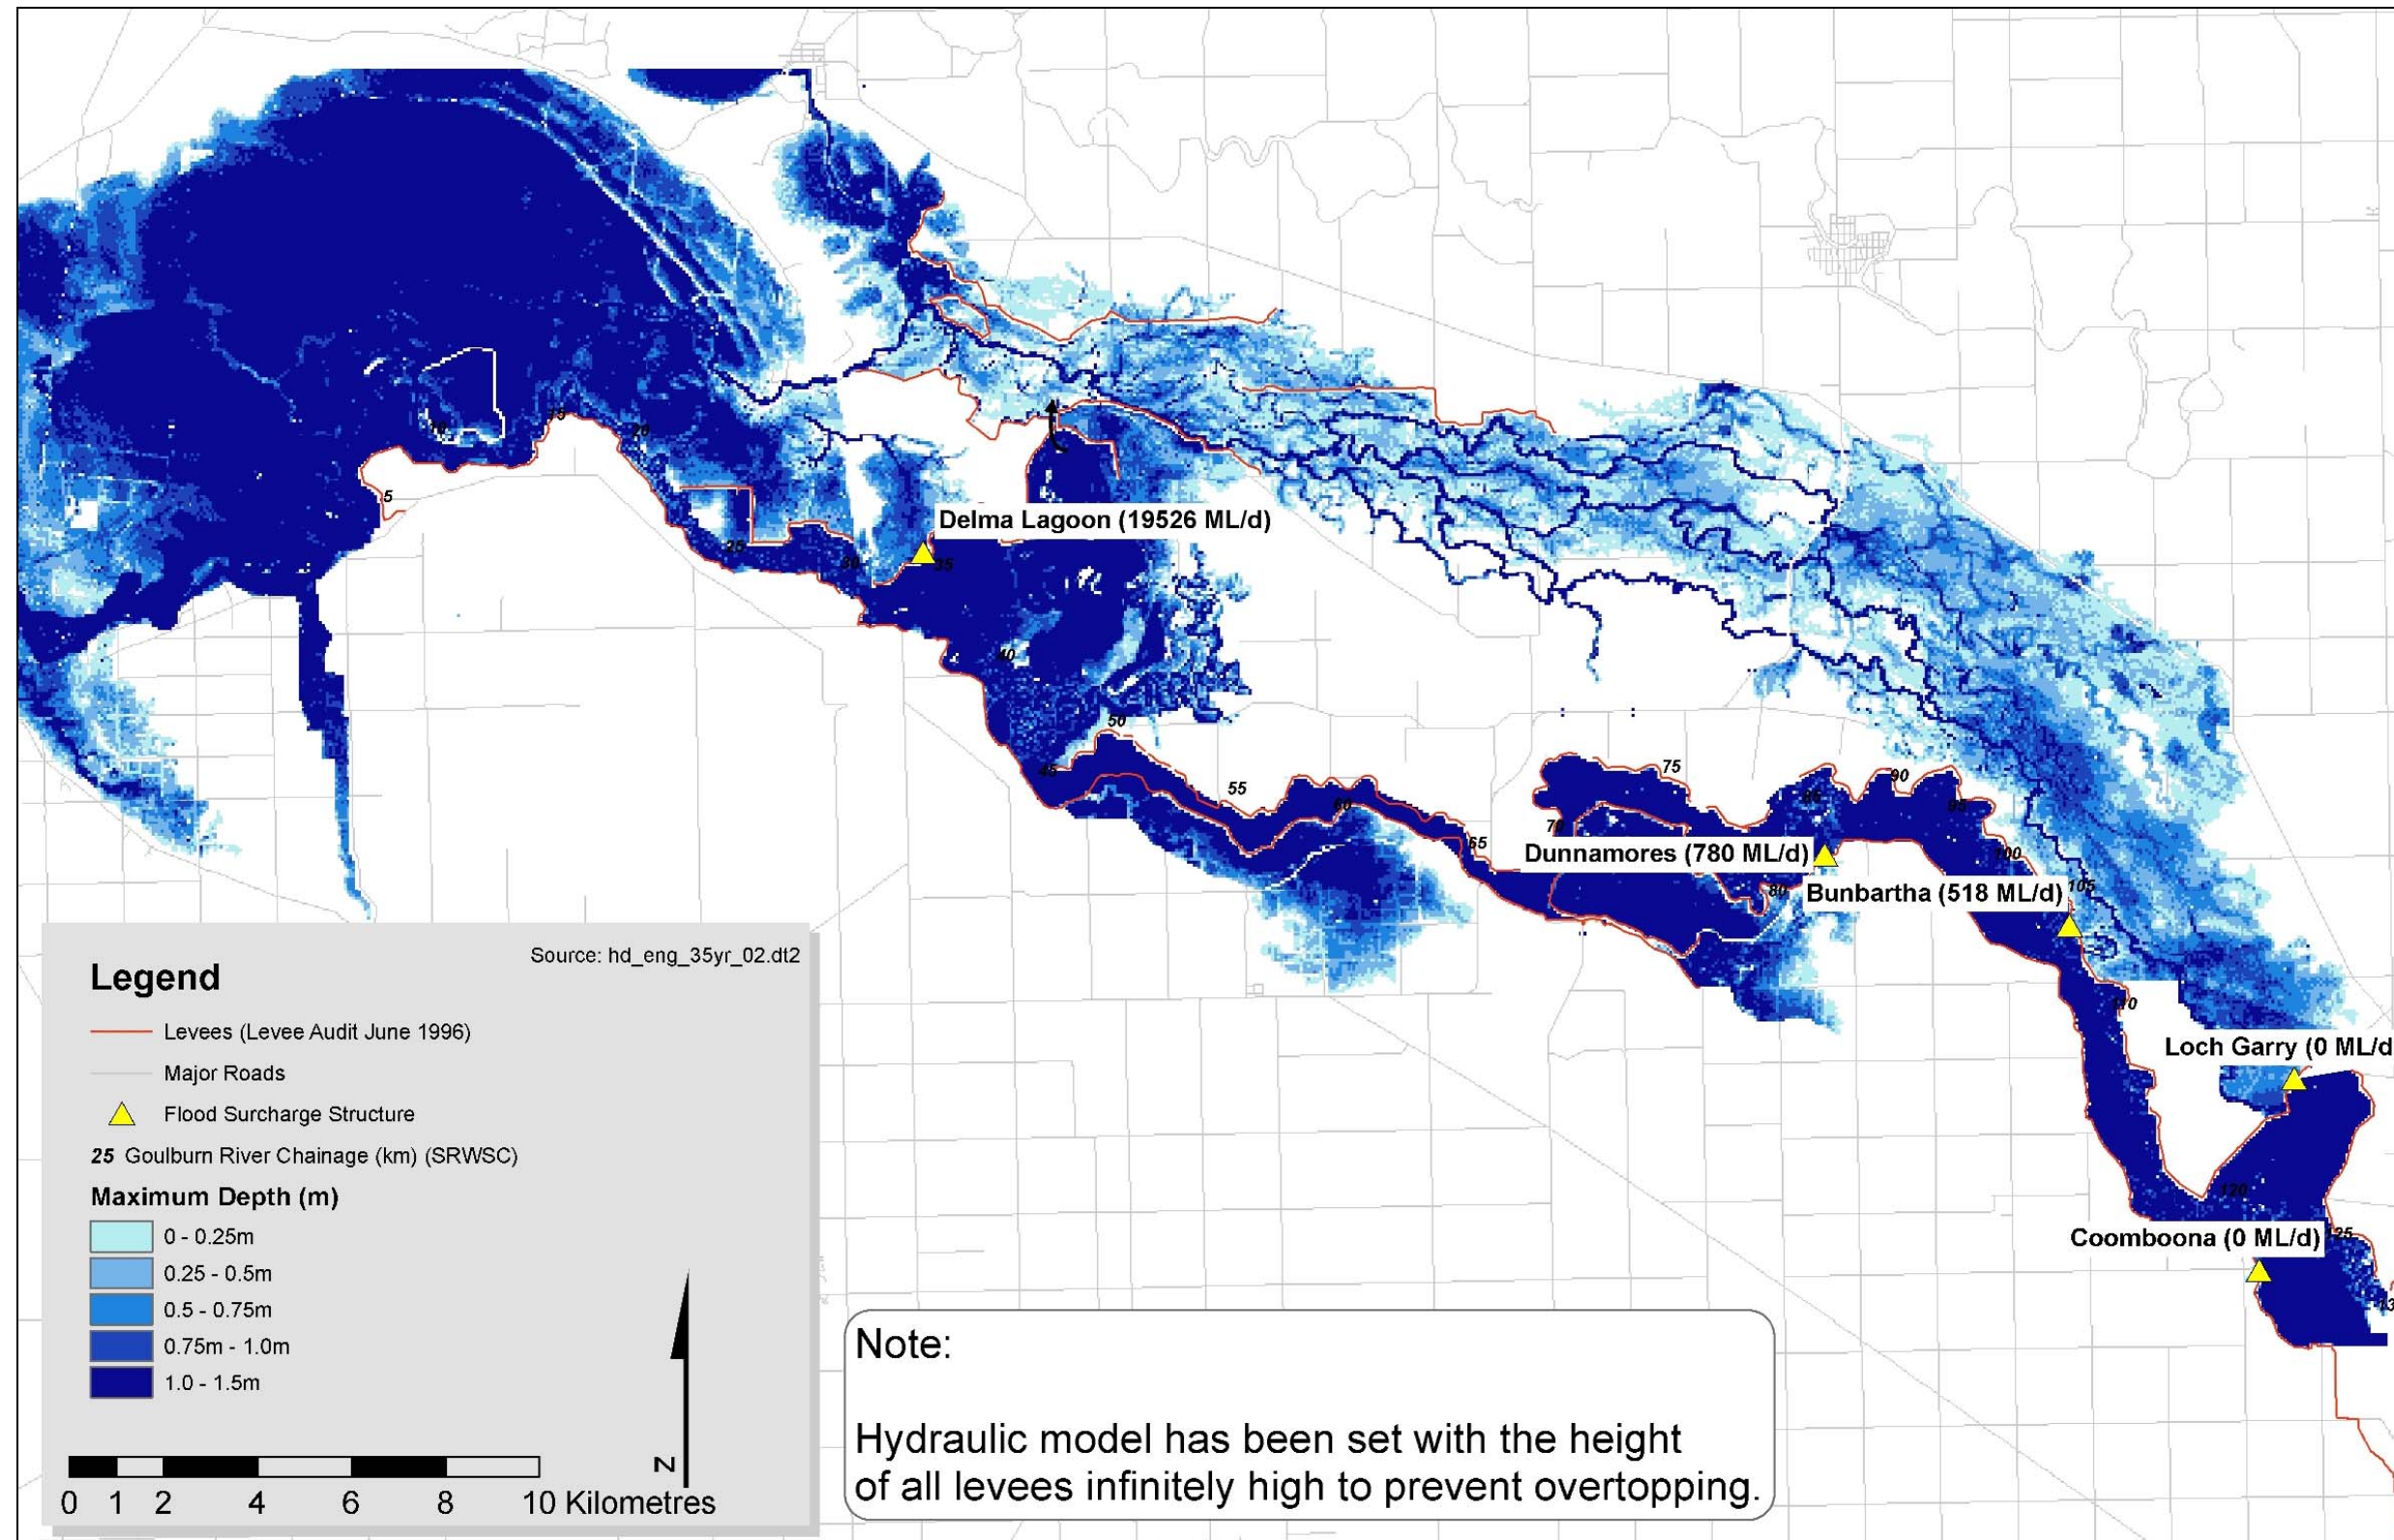 10
15
20
5
Delma Lagoon (19526 ML/d)
25
30
35
40
50
45
55
75
90
60
85
95
70
65
Dunnamores (780 ML/d)
100
80
105
Bunbartha (518 ML/d)
110
Loch Garry (0 ML/d
120
Coomboona (0 ML/d)
125
13
Source: hd_eng_35yr_02.dt2
Legend
Levees (Levee Audit June 1996)
Major Roads
Flood Surcharge Structure
25 Goulburn River Chainage (km) (SRWSC)
Maximum Depth (m)
0 - 0.25m
0.25 - 0.5m
0.5 - 0.75m
0.75m - 1.0m
1.0 - 1.5m
N
0 1 2 4 6 8 10 Kilometres
Note:
Hydraulic model has been set with the height
of all levees infinitely high to prevent overtopping.